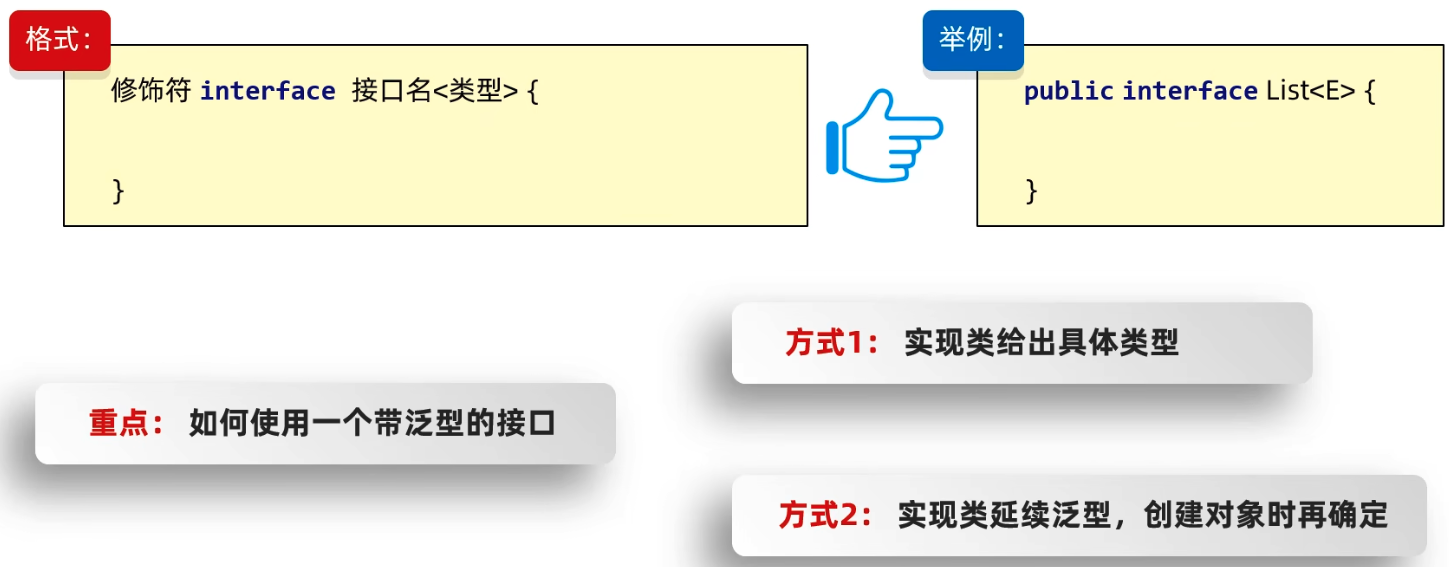 格式：
修饰符 interface 接口名<类型> {
}
举例：
public interface List<E> {
}
重点： 如何使用一个带泛型的接口
方式1： 实现类给出具体类型
方式2： 实现类延续泛型，创建对象时再确定